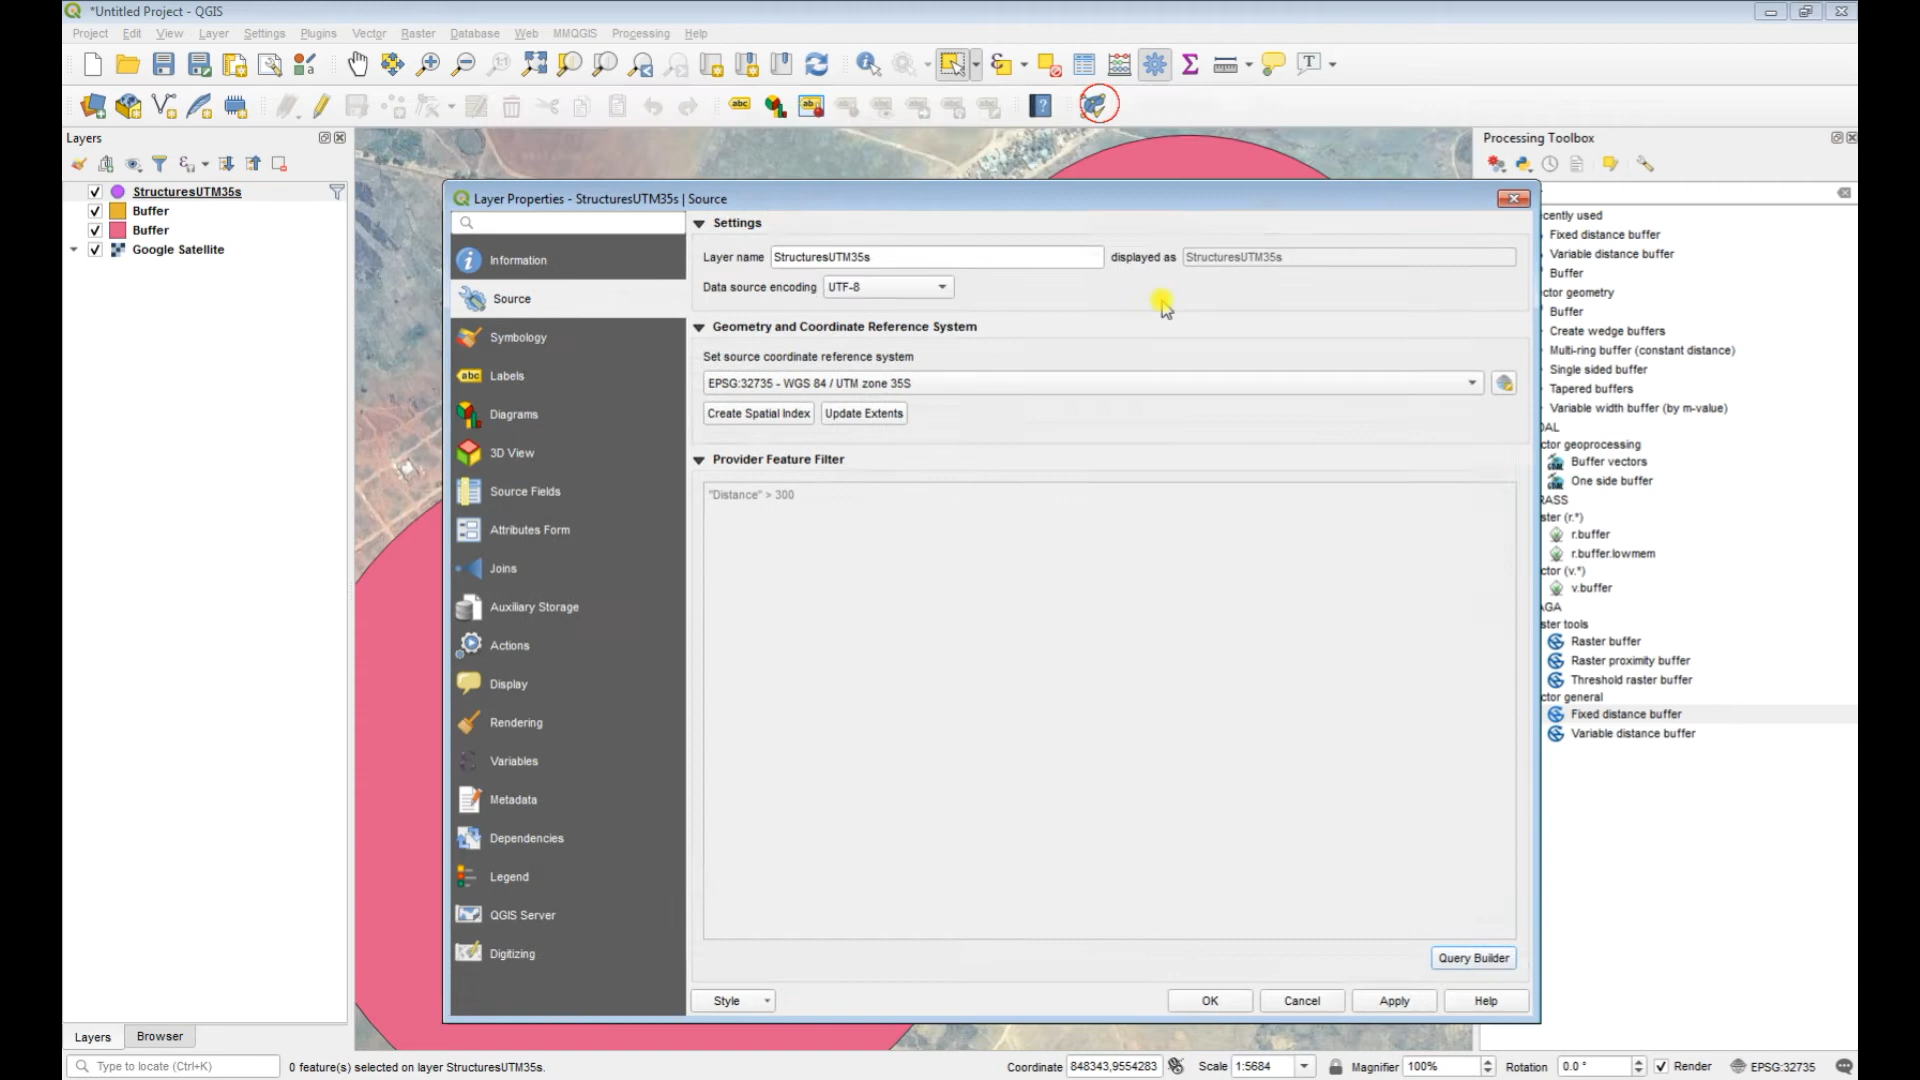 *Untitled Project - QGIS
Project Edit View Layer Settings Plugins Vector Raster Database Web MMQGIS Processing Help
Layers
StructuresUTM35s
Buffer
Buffer
Google Satellite
Layers Browser
Layer Properties - StructuresUTM35s | Source
Information
Source
Symbology
abc Labels
Diagrams
3D View
Source Fields
Attributes Form
Joins
Auxiliary Storage
Actions
Display
Rendering
Variables
Metadata
Dependencies
Legend
QGIS Server
Digitizing
Settings
Layer name StructuresUTM35s displayed as StructuresUTM35s
Data source encoding UTF-8
Geometry and Coordinate Reference System
Set source coordinate reference system
EPSG:32735 - WGS 84 / UTM zone 35S
Create Spatial Index Update Extents
Provider Feature Filter
"Distance" > 300
Query Builder
Style OK Cancel Apply Help
Processing Toolbox
cently used
Fixed distance buffer
Variable distance buffer
Buffer
ctor geometry
Buffer
Create wedge buffers
Multi-ring buffer (constant distance)
Single sided buffer
Tapered buffers
Variable width buffer (by m-value)
DAL
ctor geoprocessing
Buffer vectors
One side buffer
RASS
ster (r.*)
r.buffer
r.buffer.lowmem
ctor (v.*)
v.buffer
AGA
ster tools
Raster buffer
Raster proximity buffer
Threshold raster buffer
ctor general
Fixed distance buffer
Variable distance buffer
Type to locate (Ctrl+K) 0 feature(s) selected on layer StructuresUTM35s. Coordinate 848343,9554283 Scale 1:5684 Magnifier 100% Rotation 0.0 ° Render EPSG:32735